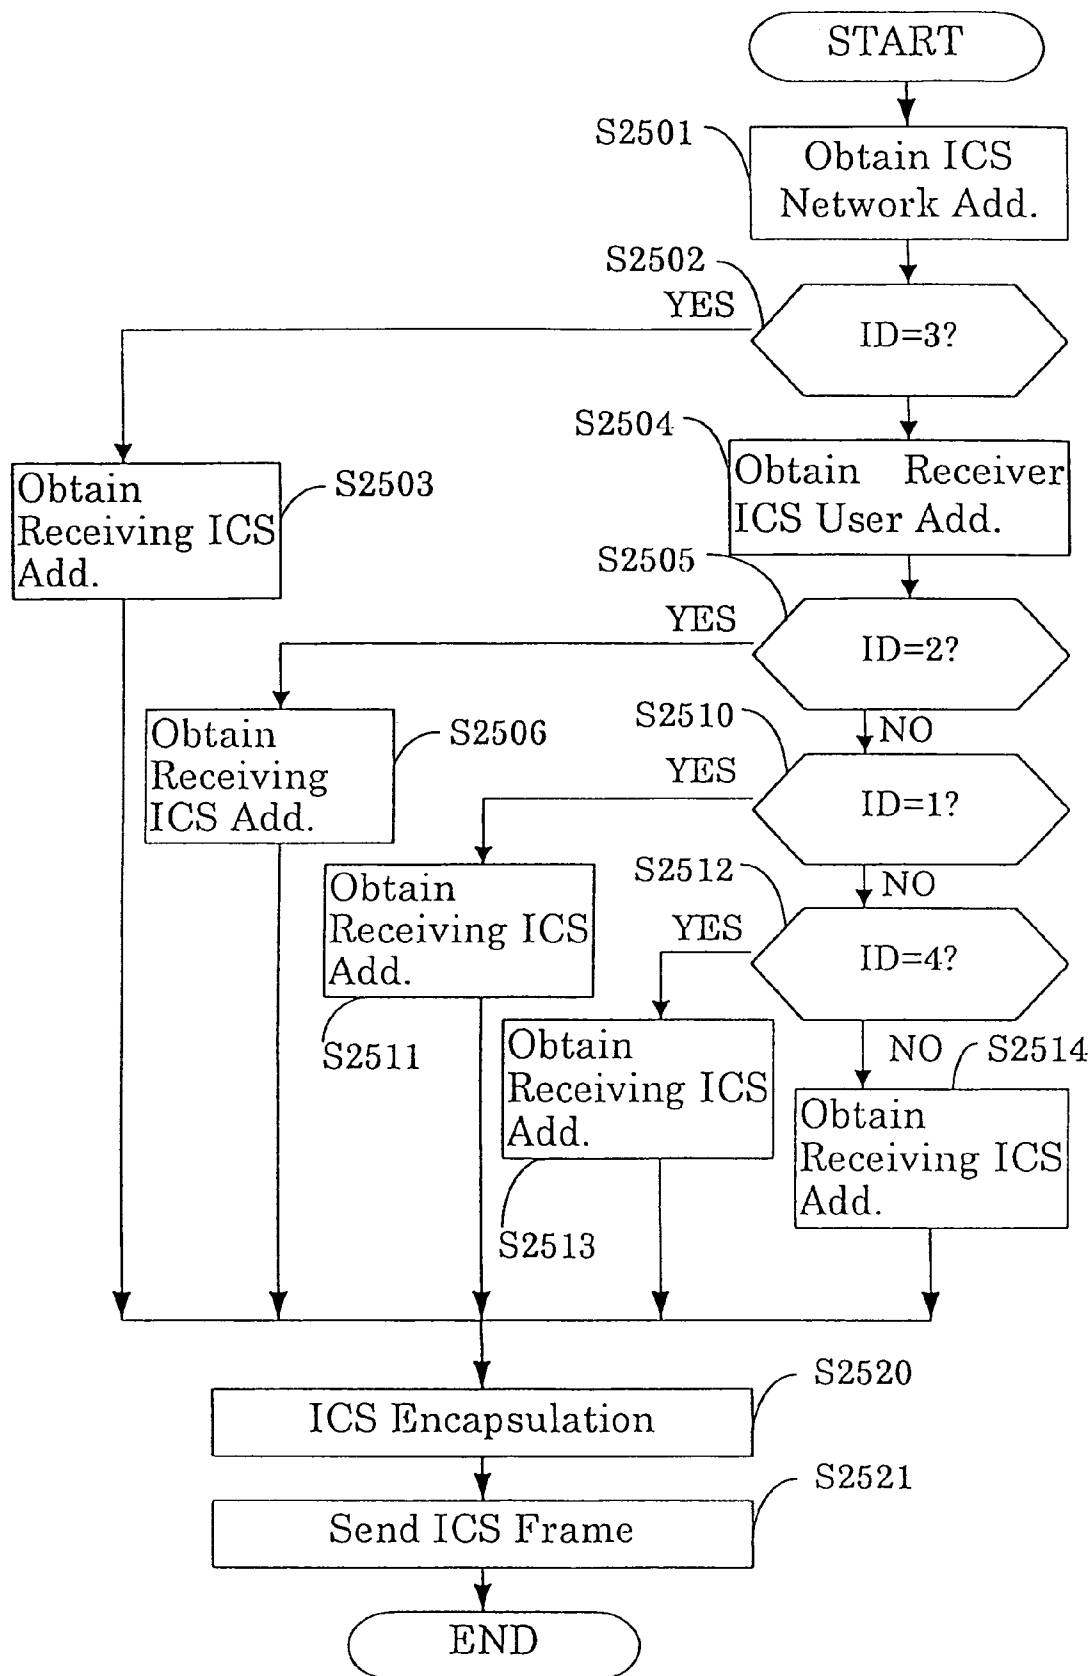 START
S2501
Obtain ICS
Network Add.
S2502
YES
ID=3?
S2504
Obtain Receiver
ICS User Add.
Obtain
Receiving ICS
Add.
S2503
S2505
YES
ID=2?
NO
Obtain
Receiving
ICS Add.
S2506
S2510
YES
ID=1?
NO
Obtain
Receiving ICS
Add.
S2511
S2512
YES
ID=4?
NO
Obtain
Receiving ICS
Add.
S2513
S2514
Obtain
Receiving ICS
Add.
S2520
ICS Encapsulation
S2521
Send ICS Frame
END